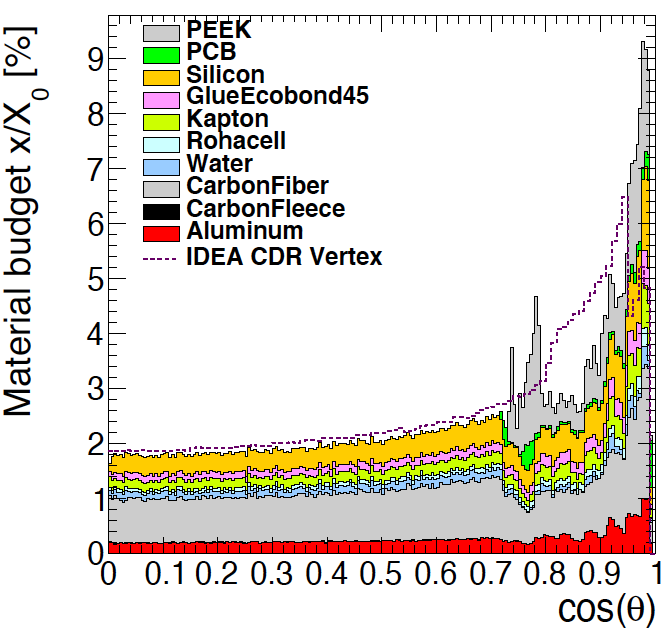 Material budget x/X0 [%]
PEEK
PCB
Silicon
GlueEcobond45
Kapton
Rohacell
Water
CarbonFiber
CarbonFleece
Aluminum
IDEA CDR Vertex
9
8
7
6
5
4
3
2
1
0
0 0.1 0.2 0.3 0.4 0.5 0.6 0.7 0.8 0.9 1
cos(θ)